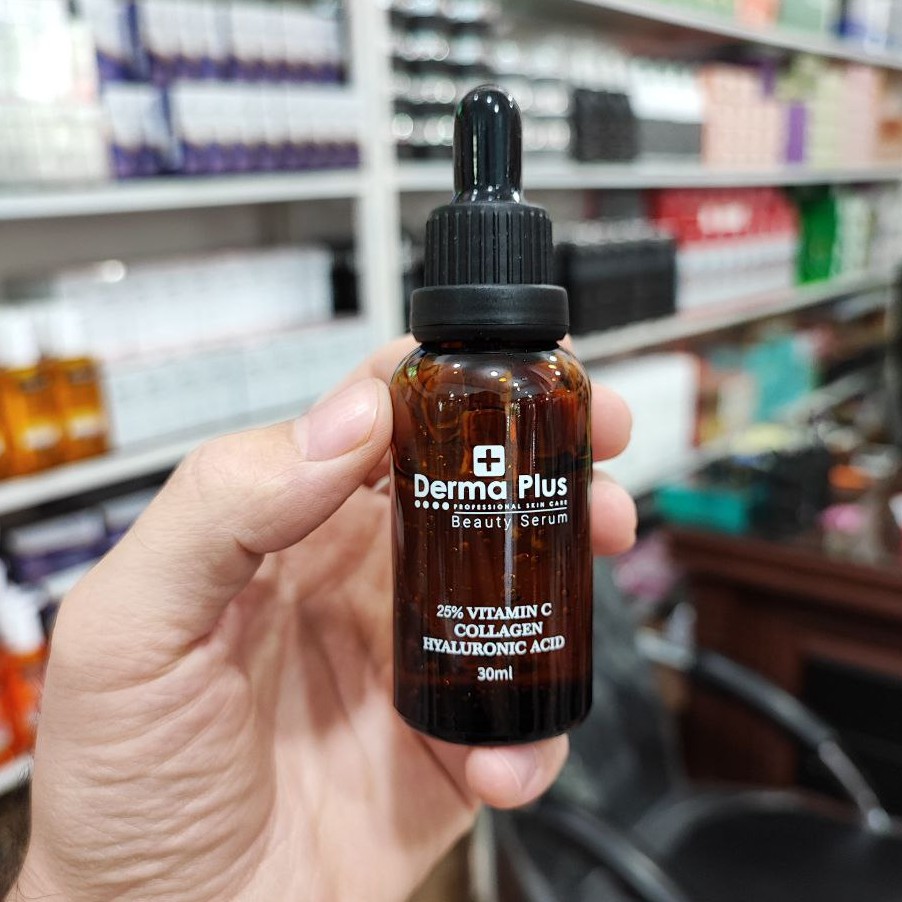 Derma Plus
PROFESSIONAL SKIN CARE
Beauty Serum
25% VITAMIN C
COLLAGEN
HYALURONIC ACID
30ml